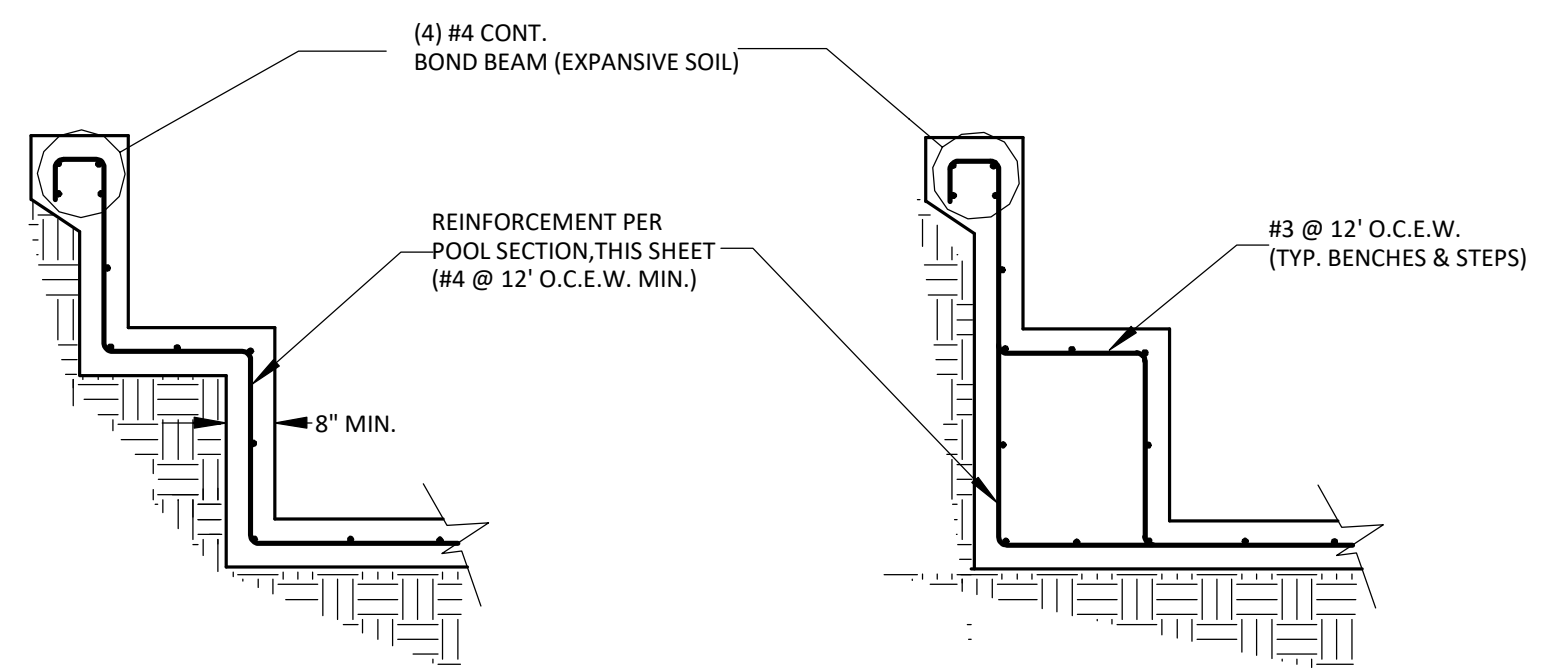 (4) #4 CONT.
BOND BEAM (EXPANSIVE SOIL)
REINFORCEMENT PER
POOL SECTION,THIS SHEET
(#4 @ 12' O.C.E.W. MIN.)
#3 @ 12' O.C.E.W.
(TYP. BENCHES & STEPS)
8" MIN.